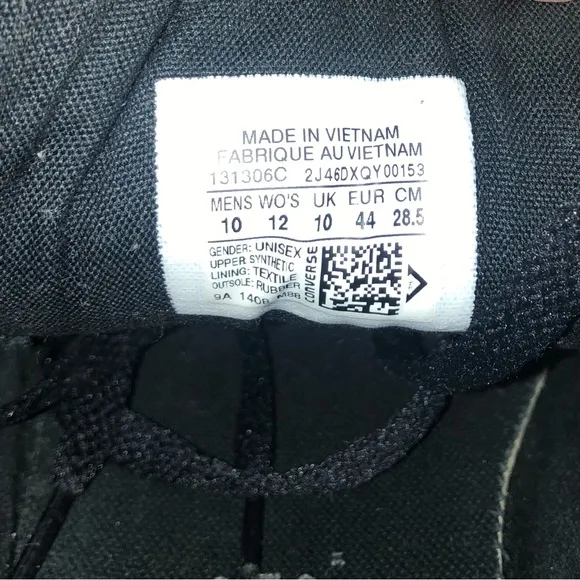 MADE IN VIETNAM
FABRIQUE AU VIETNAM
131306C 2J46DXQY00153
MENS WO'S UK EUR CM
10 12 10 44 28.5
GENDER: UNISEX
UPPER: SYNTHETIC
LINING: TEXTILE
OUTSOLE: RUBBER
9A 140B M8B
CONVERSE